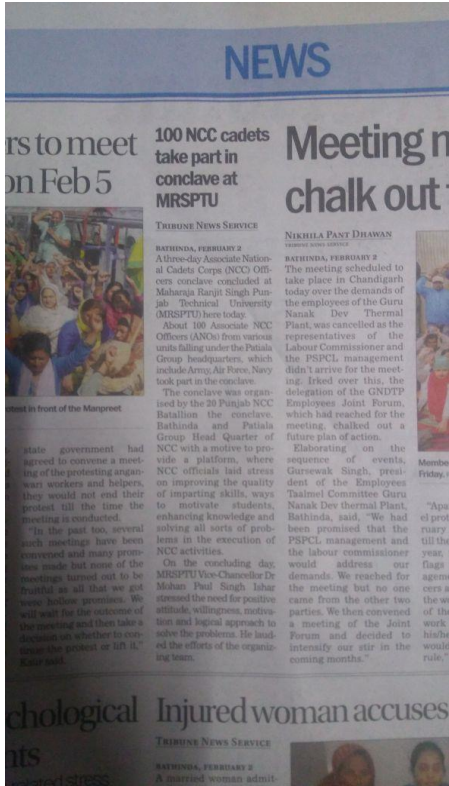 NEWS
rs to meet
on Feb 5
test in front of the Manpreet
state government had
agreed to convene a meet-
ing of the protesting angan-
wari workers and helpers,
they would not end their
protest till the time the
meeting is conducted.
"In the past too, several
such meetings have been
convened and many prom-
ises made but none of the
meetings turned out to be
fruitful as all that we got
were hollow promises. We
will wait for the outcome of
the meeting and then take a
decision on whether to con-
tinue the protest or lift it,"
Kaur said.
100 NCC cadets
take part in
conclave at
MRSPTU
TRIBUNE NEWS SERVICE
BATHINDA, FEBRUARY 2
A three-day Associate Nation-
al Cadets Corps (NCC) Offi-
cers conclave concluded at
Maharaja Ranjit Singh Pun-
jab Technical University
(MRSPTU) here today.
About 100 Associate NCC
Officers (ANOs) from various
units falling under the Patiala
Group headquarters, which
include Army, Air Force, Navy
took part in the conclave.
The conclave was organ-
ised by the 20 Punjab NCC
Batallion the conclave.
Bathinda and Patiala
Group Head Quarter of
NCC with a motive to pro-
vide a platform, where
NCC officials laid stress
on improving the quality
of imparting skills, ways
to motivate students,
enhancing knowledge and
solving all sorts of prob-
lems in the execution of
NCC activities.
On the concluding day,
MRSPTU Vice-Chancellor Dr
Mohan Paul Singh Ishar
stressed the need for positive
attitude, willingness, motiva-
tion and logical approach to
solve the problems. He laud-
ed the efforts of the organiz-
ing team.
Meeting n
chalk out
NIKHILA PANT DHAWAN
TRIBUNE NEWS SERVICE
BATHINDA, FEBRUARY 2
The meeting scheduled to
take place in Chandigarh
today over the demands of
the employees of the Guru
Nanak Dev Thermal
Plant, was cancelled as the
representatives of the
Labour Commissioner and
the PSPCL management
didn't arrive for the meet-
ing. Irked over this, the
delegation of the GNDTP
Employees Joint Forum,
which had reached for the
meeting, chalked out a
future plan of action.
Elaborating on the
sequence of events,
Gursewak Singh, presi-
dent of the Employees
Taalmel Committee Guru
Nanak Dev thermal Plant,
Bathinda, said, "We had
been promised that the
PSPCL management and
the labour commissioner
would address our
demands. We reached for
the meeting but no one
came from the other two
parties. We then convened
a meeting of the Joint
Forum and decided to
intensify our stir in the
coming months."
Membe
Friday.
"Apa
el prot
ruary
till the
year,
flags
agem
cers a
the w
of the
work
his/he
would
rule,"
chological
nts
related stress
Injured woman accuses
TRIBUNE NEWS SERVICE
BATHINDA, FEBRUARY 2
A married woman admit-